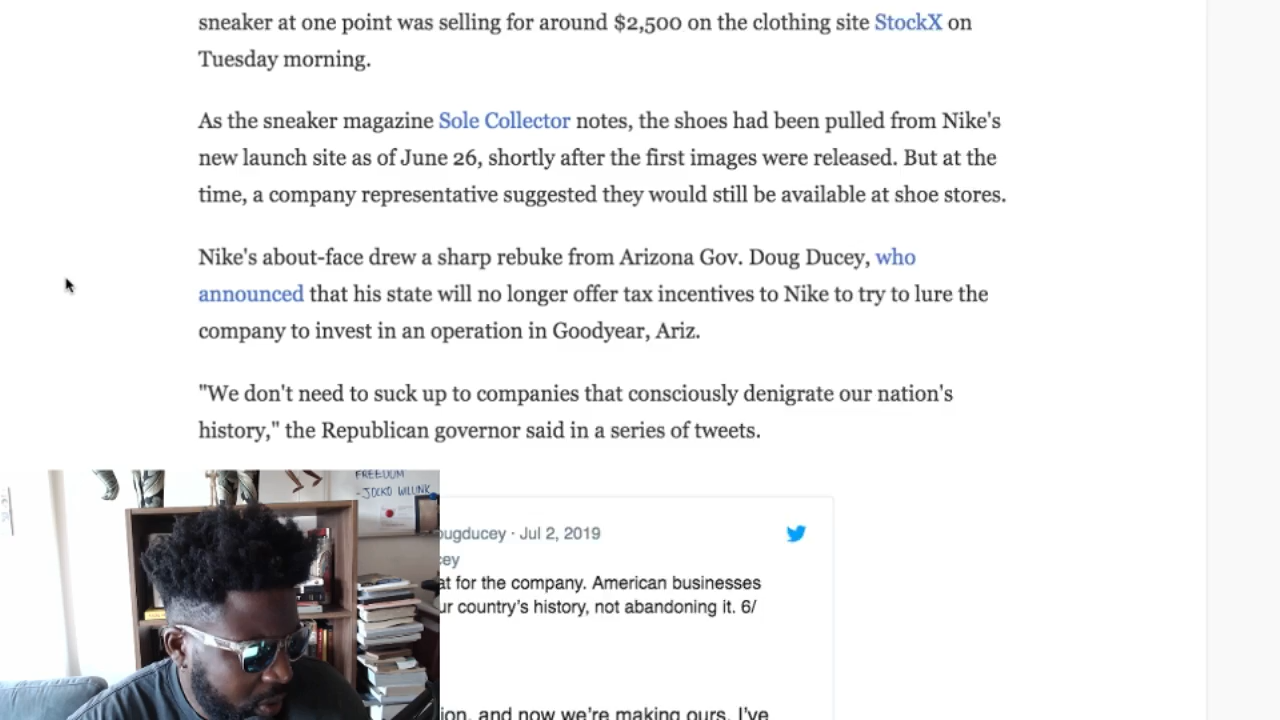 sneaker at one point was selling for around $2,500 on the clothing site StockX on
Tuesday morning.
As the sneaker magazine Sole Collector notes, the shoes had been pulled from Nike's
new launch site as of June 26, shortly after the first images were released. But at the
time, a company representative suggested they would still be available at shoe stores.
Nike's about-face drew a sharp rebuke from Arizona Gov. Doug Ducey, who
announced that his state will no longer offer tax incentives to Nike to try to lure the
company to invest in an operation in Goodyear, Ariz.
"We don't need to suck up to companies that consciously denigrate our nation's
history," the Republican governor said in a series of tweets.
FREEDOM
-JOCKO WILLINK
ougducey · Jul 2, 2019
cey
at for the company. American businesses
ur country's history, not abandoning it. 6/
ion, and now we're making ours. I've